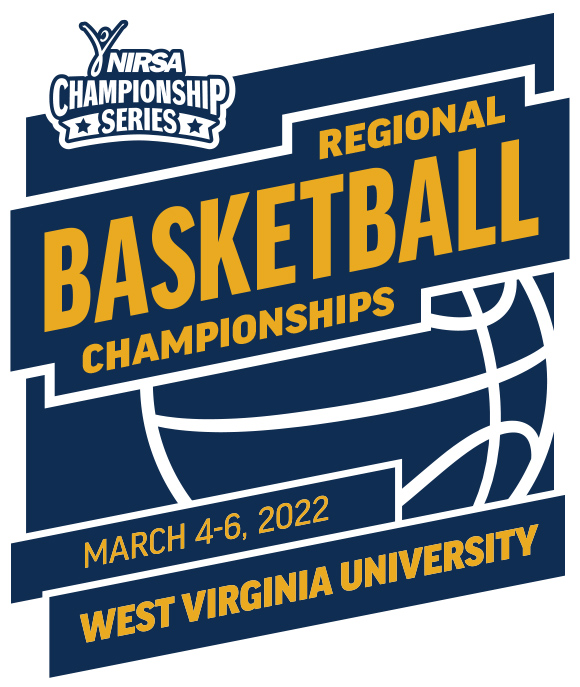 NIRSA
CHAMPIONSHIP
SERIES
REGIONAL
BASKETBALL
CHAMPIONSHIPS
MARCH 4-6, 2022
WEST VIRGINIA UNIVERSITY